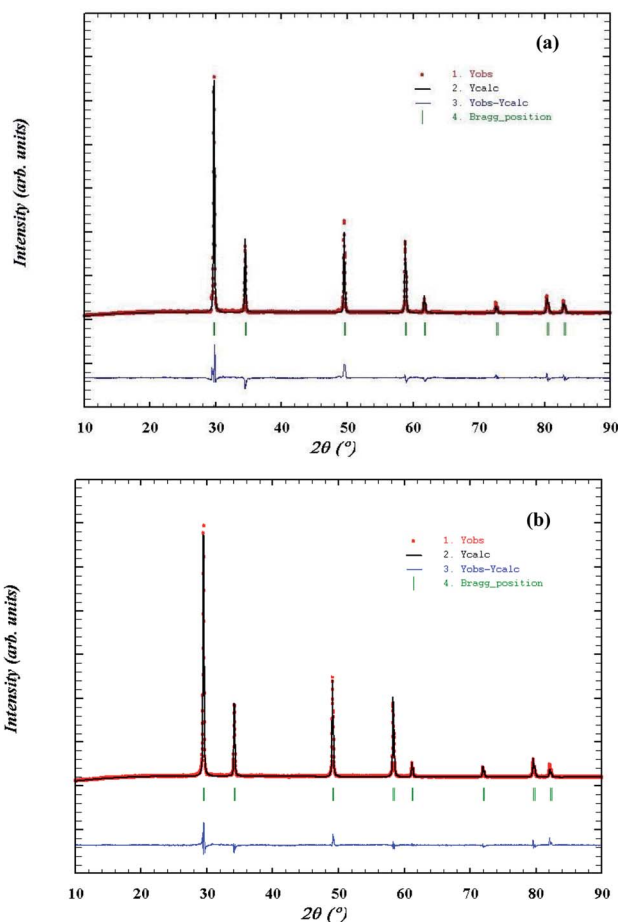 (a)
1. Yobs
2. Ycalc
3. Yobs-Ycalc
4. Bragg_position
Intensity (arb. units)
10 20 30 40 50 60 70 80 90
2θ (°)
(b)
1. Yobs
2. Ycalc
3. Yobs-Ycalc
4. Bragg_position
Intensity (arb. units)
10 20 30 40 50 60 70 80 90
2θ (°)